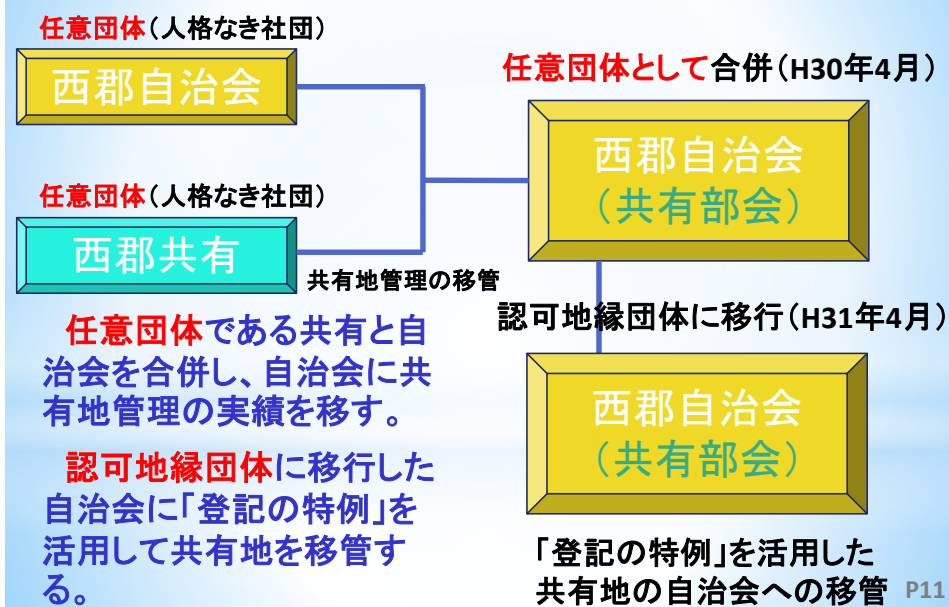 任意団体(人格なき社団)
西郡自治会
任意団体(人格なき社団)
西郡共有
共有地管理の移管
任意団体として合併(H30年4月)
西郡自治会
(共有部会)
認可地縁団体に移行(H31年4月)
西郡自治会
(共有部会)
「登記の特例」を活用した
共有地の自治会への移管
任意団体である共有と自
治会を合併し、自治会に共
有地管理の実績を移す。
認可地縁団体に移行した
自治会に「登記の特例」を
活用して共有地を移管す
る。
P11